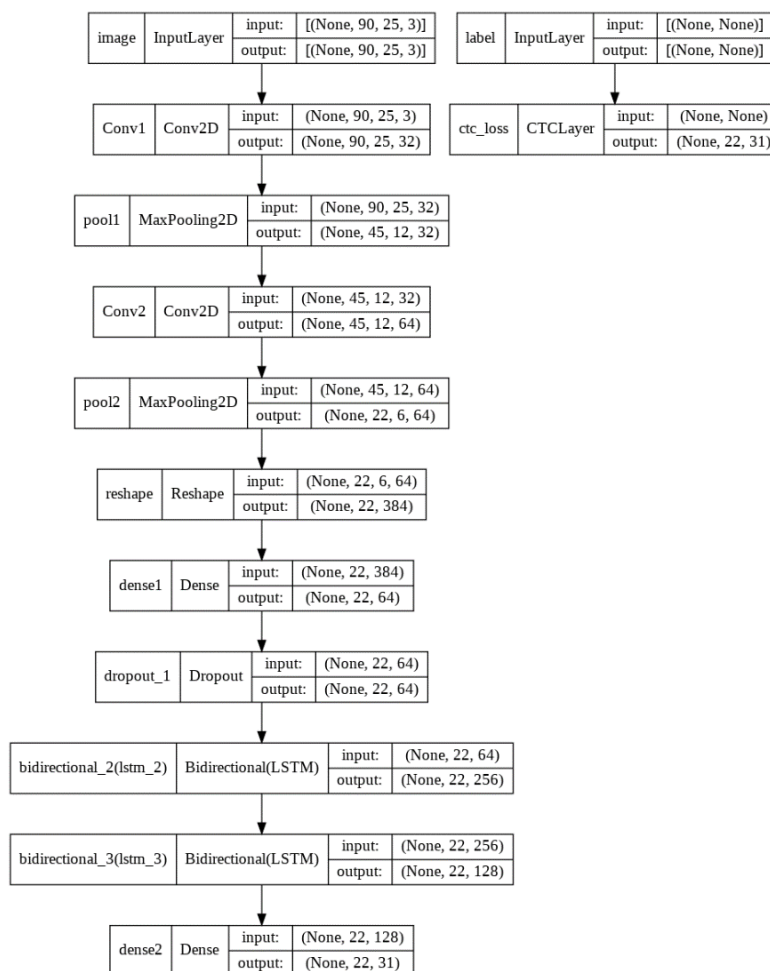 image InputLayer input: [(None, 90, 25, 3)]
output: [(None, 90, 25, 3)]
label InputLayer input: [(None, None)]
output: [(None, None)]
Conv1 Conv2D input: (None, 90, 25, 3)
output: (None, 90, 25, 32)
ctc_loss CTCLayer input: (None, None)
output: (None, 22, 31)
pool1 MaxPooling2D input: (None, 90, 25, 32)
output: (None, 45, 12, 32)
Conv2 Conv2D input: (None, 45, 12, 32)
output: (None, 45, 12, 64)
pool2 MaxPooling2D input: (None, 45, 12, 64)
output: (None, 22, 6, 64)
reshape Reshape input: (None, 22, 6, 64)
output: (None, 22, 384)
dense1 Dense input: (None, 22, 384)
output: (None, 22, 64)
dropout_1 Dropout input: (None, 22, 64)
output: (None, 22, 64)
bidirectional_2(lstm_2) Bidirectional(LSTM) input: (None, 22, 64)
output: (None, 22, 256)
bidirectional_3(lstm_3) Bidirectional(LSTM) input: (None, 22, 256)
output: (None, 22, 128)
dense2 Dense input: (None, 22, 128)
output: (None, 22, 31)